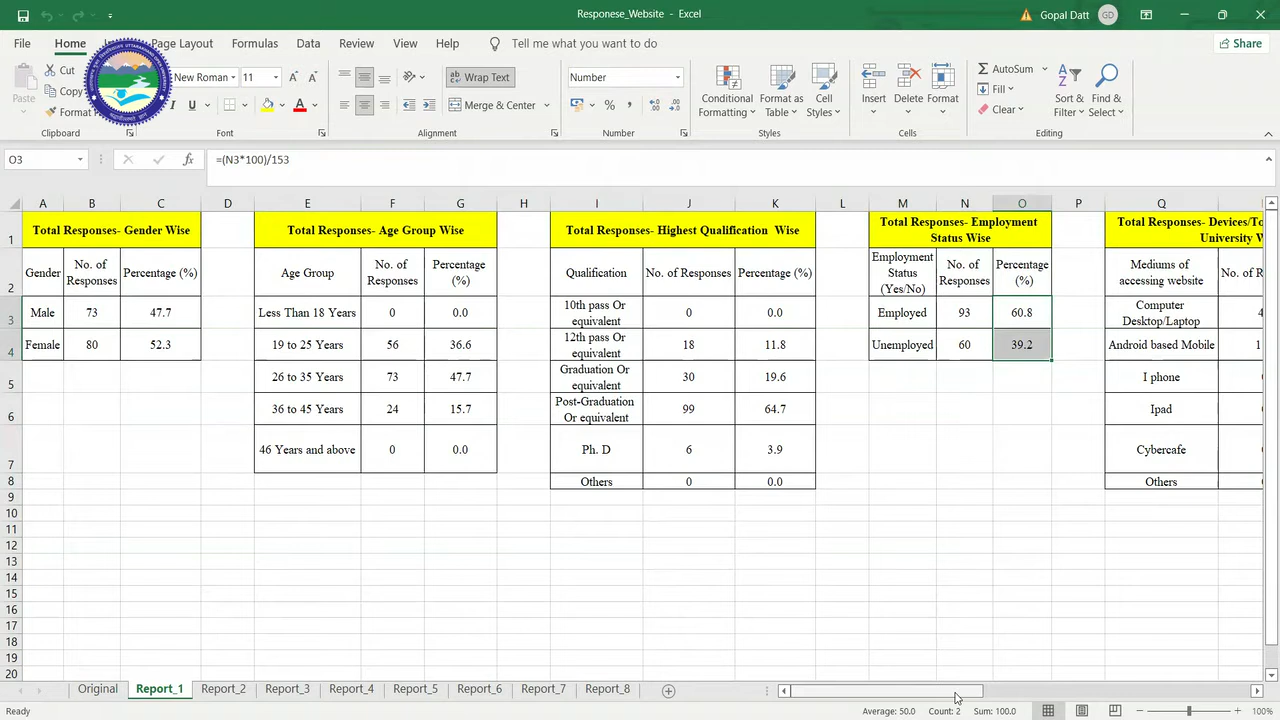 Responese_Website - Excel
Gopal Datt
GD
File Home Page Layout Formulas Data Review View Help Tell me what you want to do
Share
Paste
Cut
Copy
Format
New Roman 11
Wrap Text
Merge & Center
Number
Conditional Formatting
Format as Table
Cell Styles
Insert
Delete
Format
AutoSum
Fill
Clear
Sort & Filter
Find & Select
Clipboard Font Alignment Number Styles Cells Editing
O3
fx
=(N3*100)/153
A B C D E F G H I J K L M N O P Q
1 Total Responses- Gender Wise Total Responses- Age Group Wise Total Responses- Highest Qualification Wise Total Responses- Employment Status Wise Total Responses- Devices/To University W
2 Gender No. of Responses Percentage (%) Age Group No. of Responses Percentage (%) Qualification No. of Responses Percentage (%) Employment Status (Yes/No) No. of Responses Percentage (%) Mediums of accessing website No. of R
3 Male 73 47.7 Less Than 18 Years 0 0.0 10th pass Or equivalent 0 0.0 Employed 93 60.8 Computer Desktop/Laptop 4
4 Female 80 52.3 19 to 25 Years 56 36.6 12th pass Or equivalent 18 11.8 Unemployed 60 39.2 Android based Mobile 1
5 26 to 35 Years 73 47.7 Graduation Or equivalent 30 19.6 I phone
6 36 to 45 Years 24 15.7 Post-Graduation Or equivalent 99 64.7 Ipad
7 46 Years and above 0 0.0 Ph. D 6 3.9 Cybercafe
8 Others 0 0.0 Others
9
10
11
12
13
14
15
16
17
18
19
20
Original Report_1 Report_2 Report_3 Report_4 Report_5 Report_6 Report_7 Report_8
Ready
Average: 50.0 Count: 2 Sum: 100.0
100%